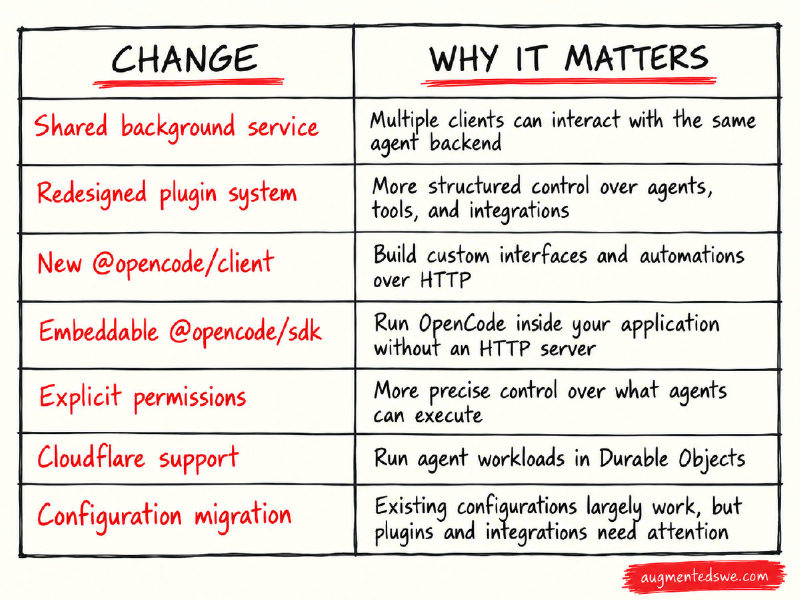 CHANGE
WHY IT MATTERS
Shared background service
Multiple clients can interact with the same
agent backend
Redesigned plugin system
More structured control over agents,
tools, and integrations
New @opencode/client
Build custom interfaces and automations
over HTTP
Embeddable @opencode/sdk
Run OpenCode inside your application
without an HTTP server
Explicit permissions
More precise control over what agents
can execute
Cloudflare support
Run agent workloads in Durable Objects
Configuration migration
Existing configurations largely work, but
plugins and integrations need attention
augmentedswe.com